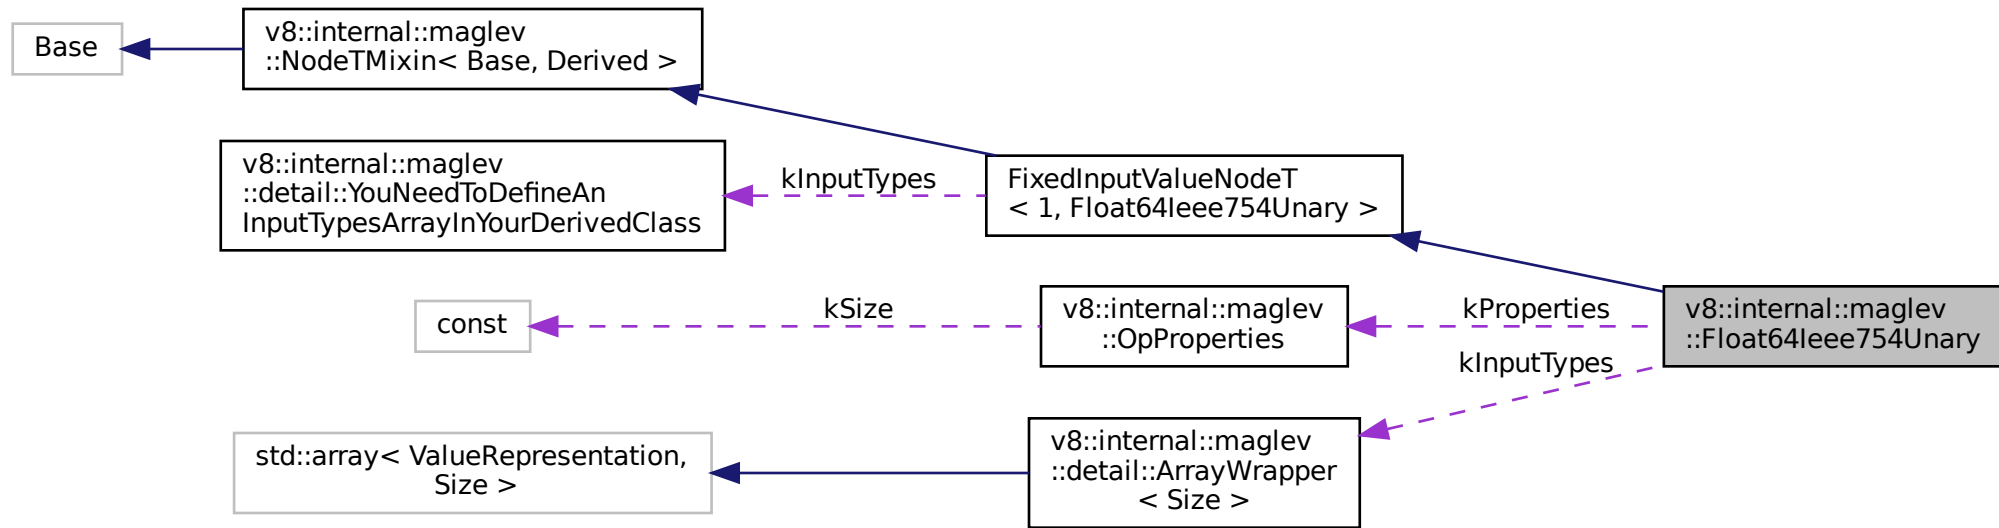 Base
v8::internal::maglev
::NodeTMixin< Base, Derived >
v8::internal::maglev
::detail::YouNeedToDefineAn
InputTypesArrayInYourDerivedClass
kInputTypes
FixedInputValueNodeT
< 1, Float64Ieee754Unary >
const
kSize
v8::internal::maglev
::OpProperties
kProperties
v8::internal::maglev
::Float64Ieee754Unary
kInputTypes
std::array< ValueRepresentation,
Size >
v8::internal::maglev
::detail::ArrayWrapper
< Size >